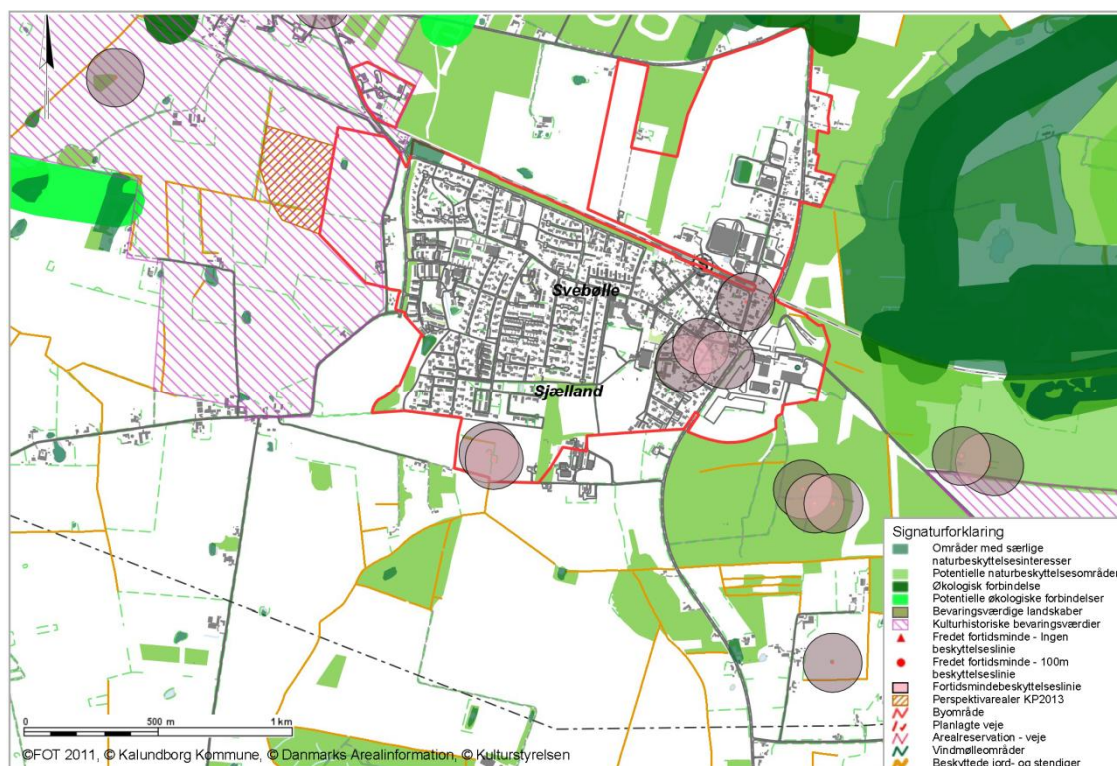 Svebølle
Sjælland
Signaturforklaring
Områder med særlige
naturbeskyttelsesinteresser
Potentielle naturbeskyttelsesområder
Økologisk forbindelse
Potentielle økologiske forbindelser
Bevaringsværdige landskaber
Kulturhistoriske bevaringsværdier
Fredet fortidsminde - Ingen
beskyttelseslinie
Fredet fortidsminde - 100m
beskyttelseslinie
Fortidsmindebeskyttelseslinie
Perspektivarealer KP2013
Byområde
Planlagte veje
Arealreservation - veje
Vindmølleområder
Beskyttede jord- og stendiger
0 500 m 1 km
©FOT 2011, © Kalundborg Kommune, © Danmarks Arealinformation, © Kulturstyrelsen